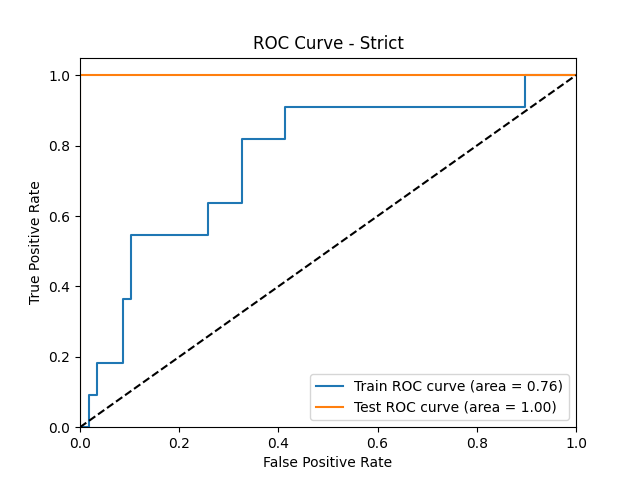 ROC Curve - Strict
True Positive Rate
1.0
0.8
0.6
0.4
0.2
0.0
0.0 0.2 0.4 0.6 0.8 1.0
False Positive Rate
Train ROC curve (area = 0.76)
Test ROC curve (area = 1.00)